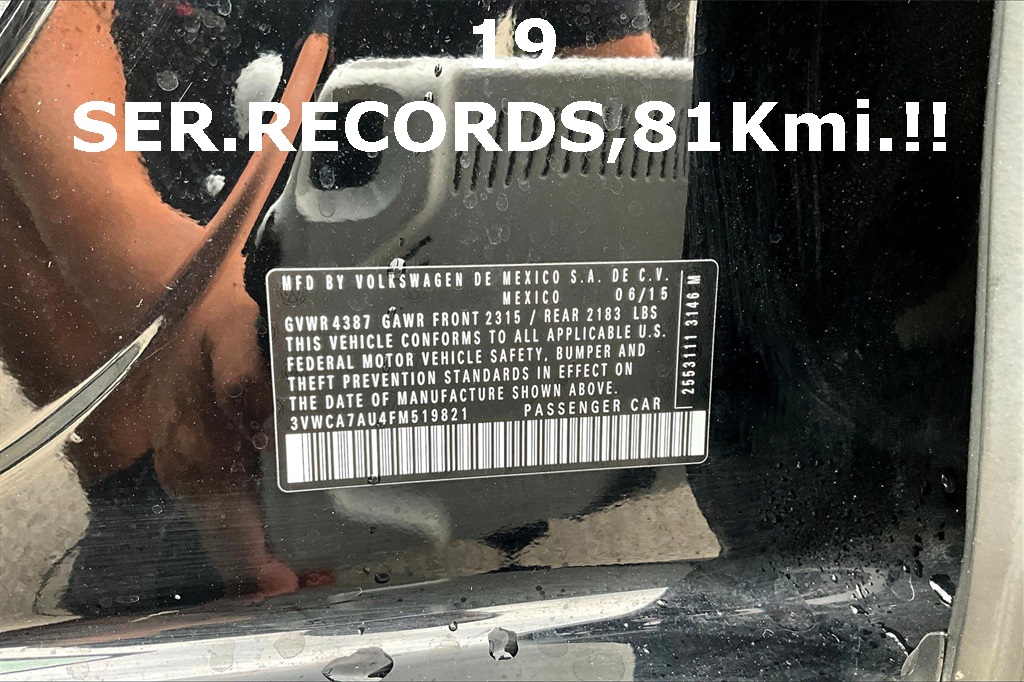 19
SER.RECORDS,81Kmi.!!
MFD BY VOLKSWAGEN DE MEXICO S.A. DE C.V.
MEXICO 06/15
GVWR 4387 GAWR FRONT 2315 / REAR 2183 LBS
THIS VEHICLE CONFORMS TO ALL APPLICABLE U.S.
FEDERAL MOTOR VEHICLE SAFETY, BUMPER AND
THEFT PREVENTION STANDARDS IN EFFECT ON
THE DATE OF MANUFACTURE SHOWN ABOVE.
3VWCA7AU4FM519821 PASSENGER CAR
2553111 3146 M